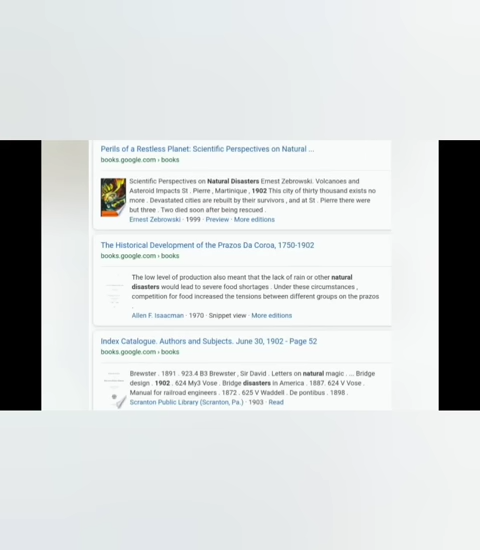 Perils of a Restless Planet: Scientific Perspectives on Natural ...
books.google.com › books
Scientific Perspectives on Natural Disasters Ernest Zebrowski. Volcanoes and
Asteroid Impacts St . Pierre , Martinique , 1902 This city of thirty thousand exists no
more . Devastated cities are rebuilt by their survivors , and at St . Pierre there were
but three . Two died soon after being rescued .
Ernest Zebrowski · 1999 · Preview · More editions
The Historical Development of the Prazos Da Coroa, 1750-1902
books.google.com › books
The low level of production also meant that the lack of rain or other natural
disasters would lead to severe food shortages . Under these circumstances ,
competition for food increased the tensions between different groups on the prazos
.
Allen F. Isaacman · 1970 · Snippet view · More editions
Index Catalogue. Authors and Subjects. June 30, 1902 - Page 52
books.google.com › books
Brewster . 1891 . 923.4 B3 Brewster , Sir David . Letters on natural magic . ... Bridge
design . 1902 . 624 My3 Vose . Bridge disasters in America . 1887. 624 V Vose .
Manual for railroad engineers . 1872 . 625 V Waddell . De pontibus . 1898 .
Scranton Public Library (Scranton, Pa.) · 1903 · Read